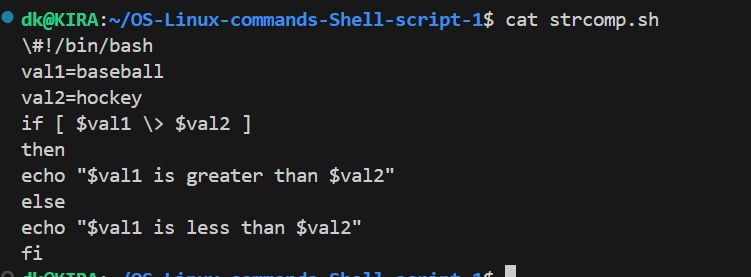 dk@KIRA:~/OS-Linux-commands-Shell-script-1$ cat strcomp.sh
\#!/bin/bash
val1=baseball
val2=hockey
if [ $val1 \> $val2 ]
then
echo "$val1 is greater than $val2"
else
echo "$val1 is less than $val2"
fi
dk@KIRA:~/OS-Linux-commands-Shell-script-1$